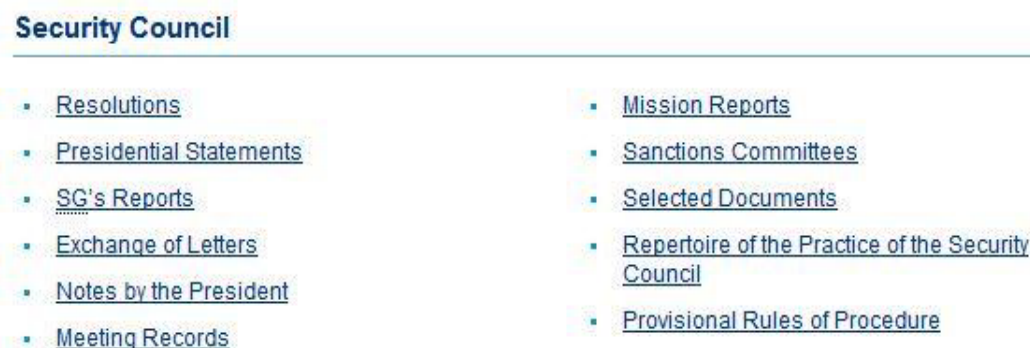 Security Council
Resolutions
Presidential Statements
SG's Reports
Exchange of Letters
Notes by the President
Meeting Records
Mission Reports
Sanctions Committees
Selected Documents
Repertoire of the Practice of the Security
Council
Provisional Rules of Procedure